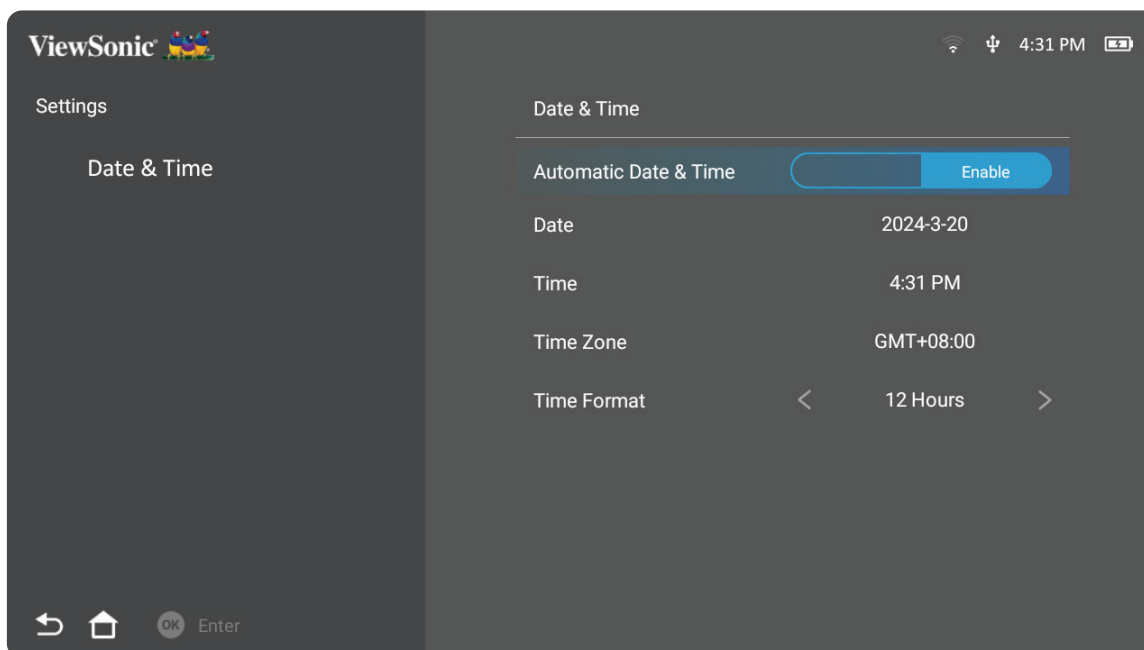 ViewSonic
4:31 PM
Settings
Date & Time
Date & Time
Automatic Date & Time
Enable
Date
2024-3-20
Time
4:31 PM
Time Zone
GMT+08:00
Time Format
<
12 Hours
>
OK
Enter